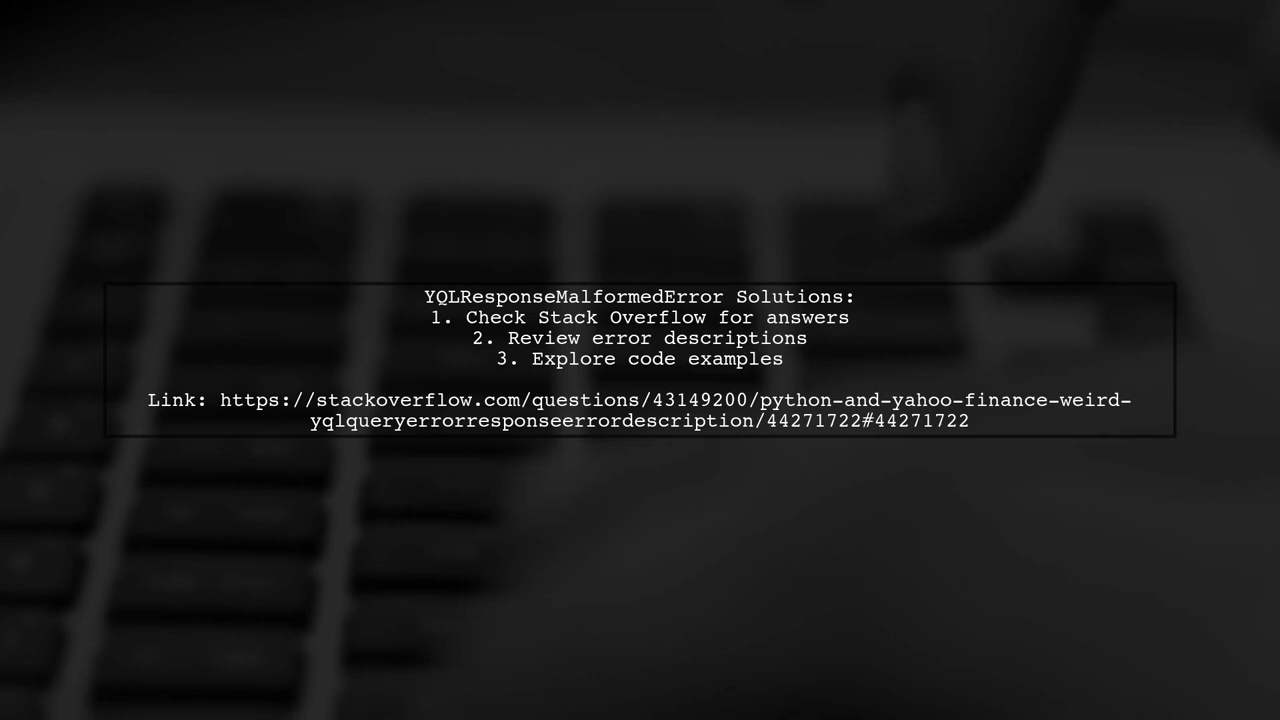 YQLResponseMalformedError Solutions:
1. Check Stack Overflow for answers
2. Review error descriptions
3. Explore code examples
Link: https://stackoverflow.com/questions/43149200/python-and-yahoo-finance-weird-
yqlqueryerrorresponseerrordescription/44271722#44271722